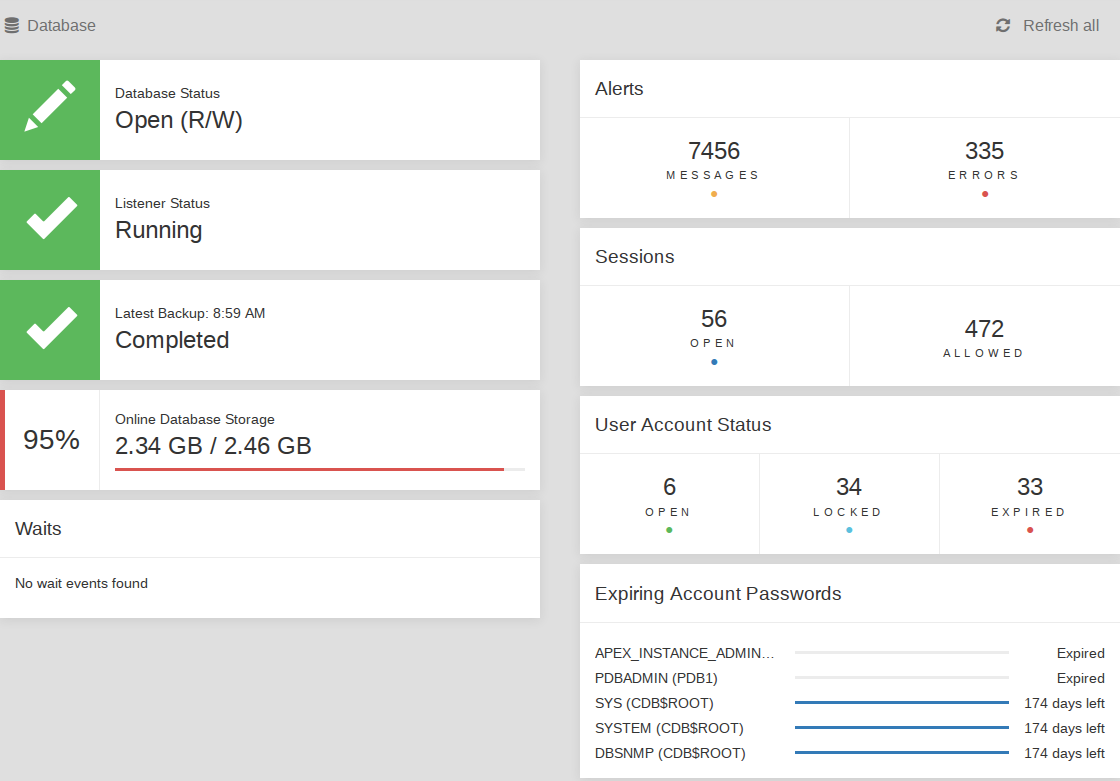 Database
Refresh all
Database Status
Open (R/W)
Listener Status
Running
Latest Backup: 8:59 AM
Completed
95%
Online Database Storage
2.34 GB / 2.46 GB
Waits
No wait events found
Alerts
7456
MESSAGES
335
ERRORS
Sessions
56
OPEN
472
ALLOWED
User Account Status
6
OPEN
34
LOCKED
33
EXPIRED
Expiring Account Passwords
APEX_INSTANCE_ADMIN… Expired
PDBADMIN (PDB1) Expired
SYS (CDB$ROOT) 174 days left
SYSTEM (CDB$ROOT) 174 days left
DBSNMP (CDB$ROOT) 174 days left